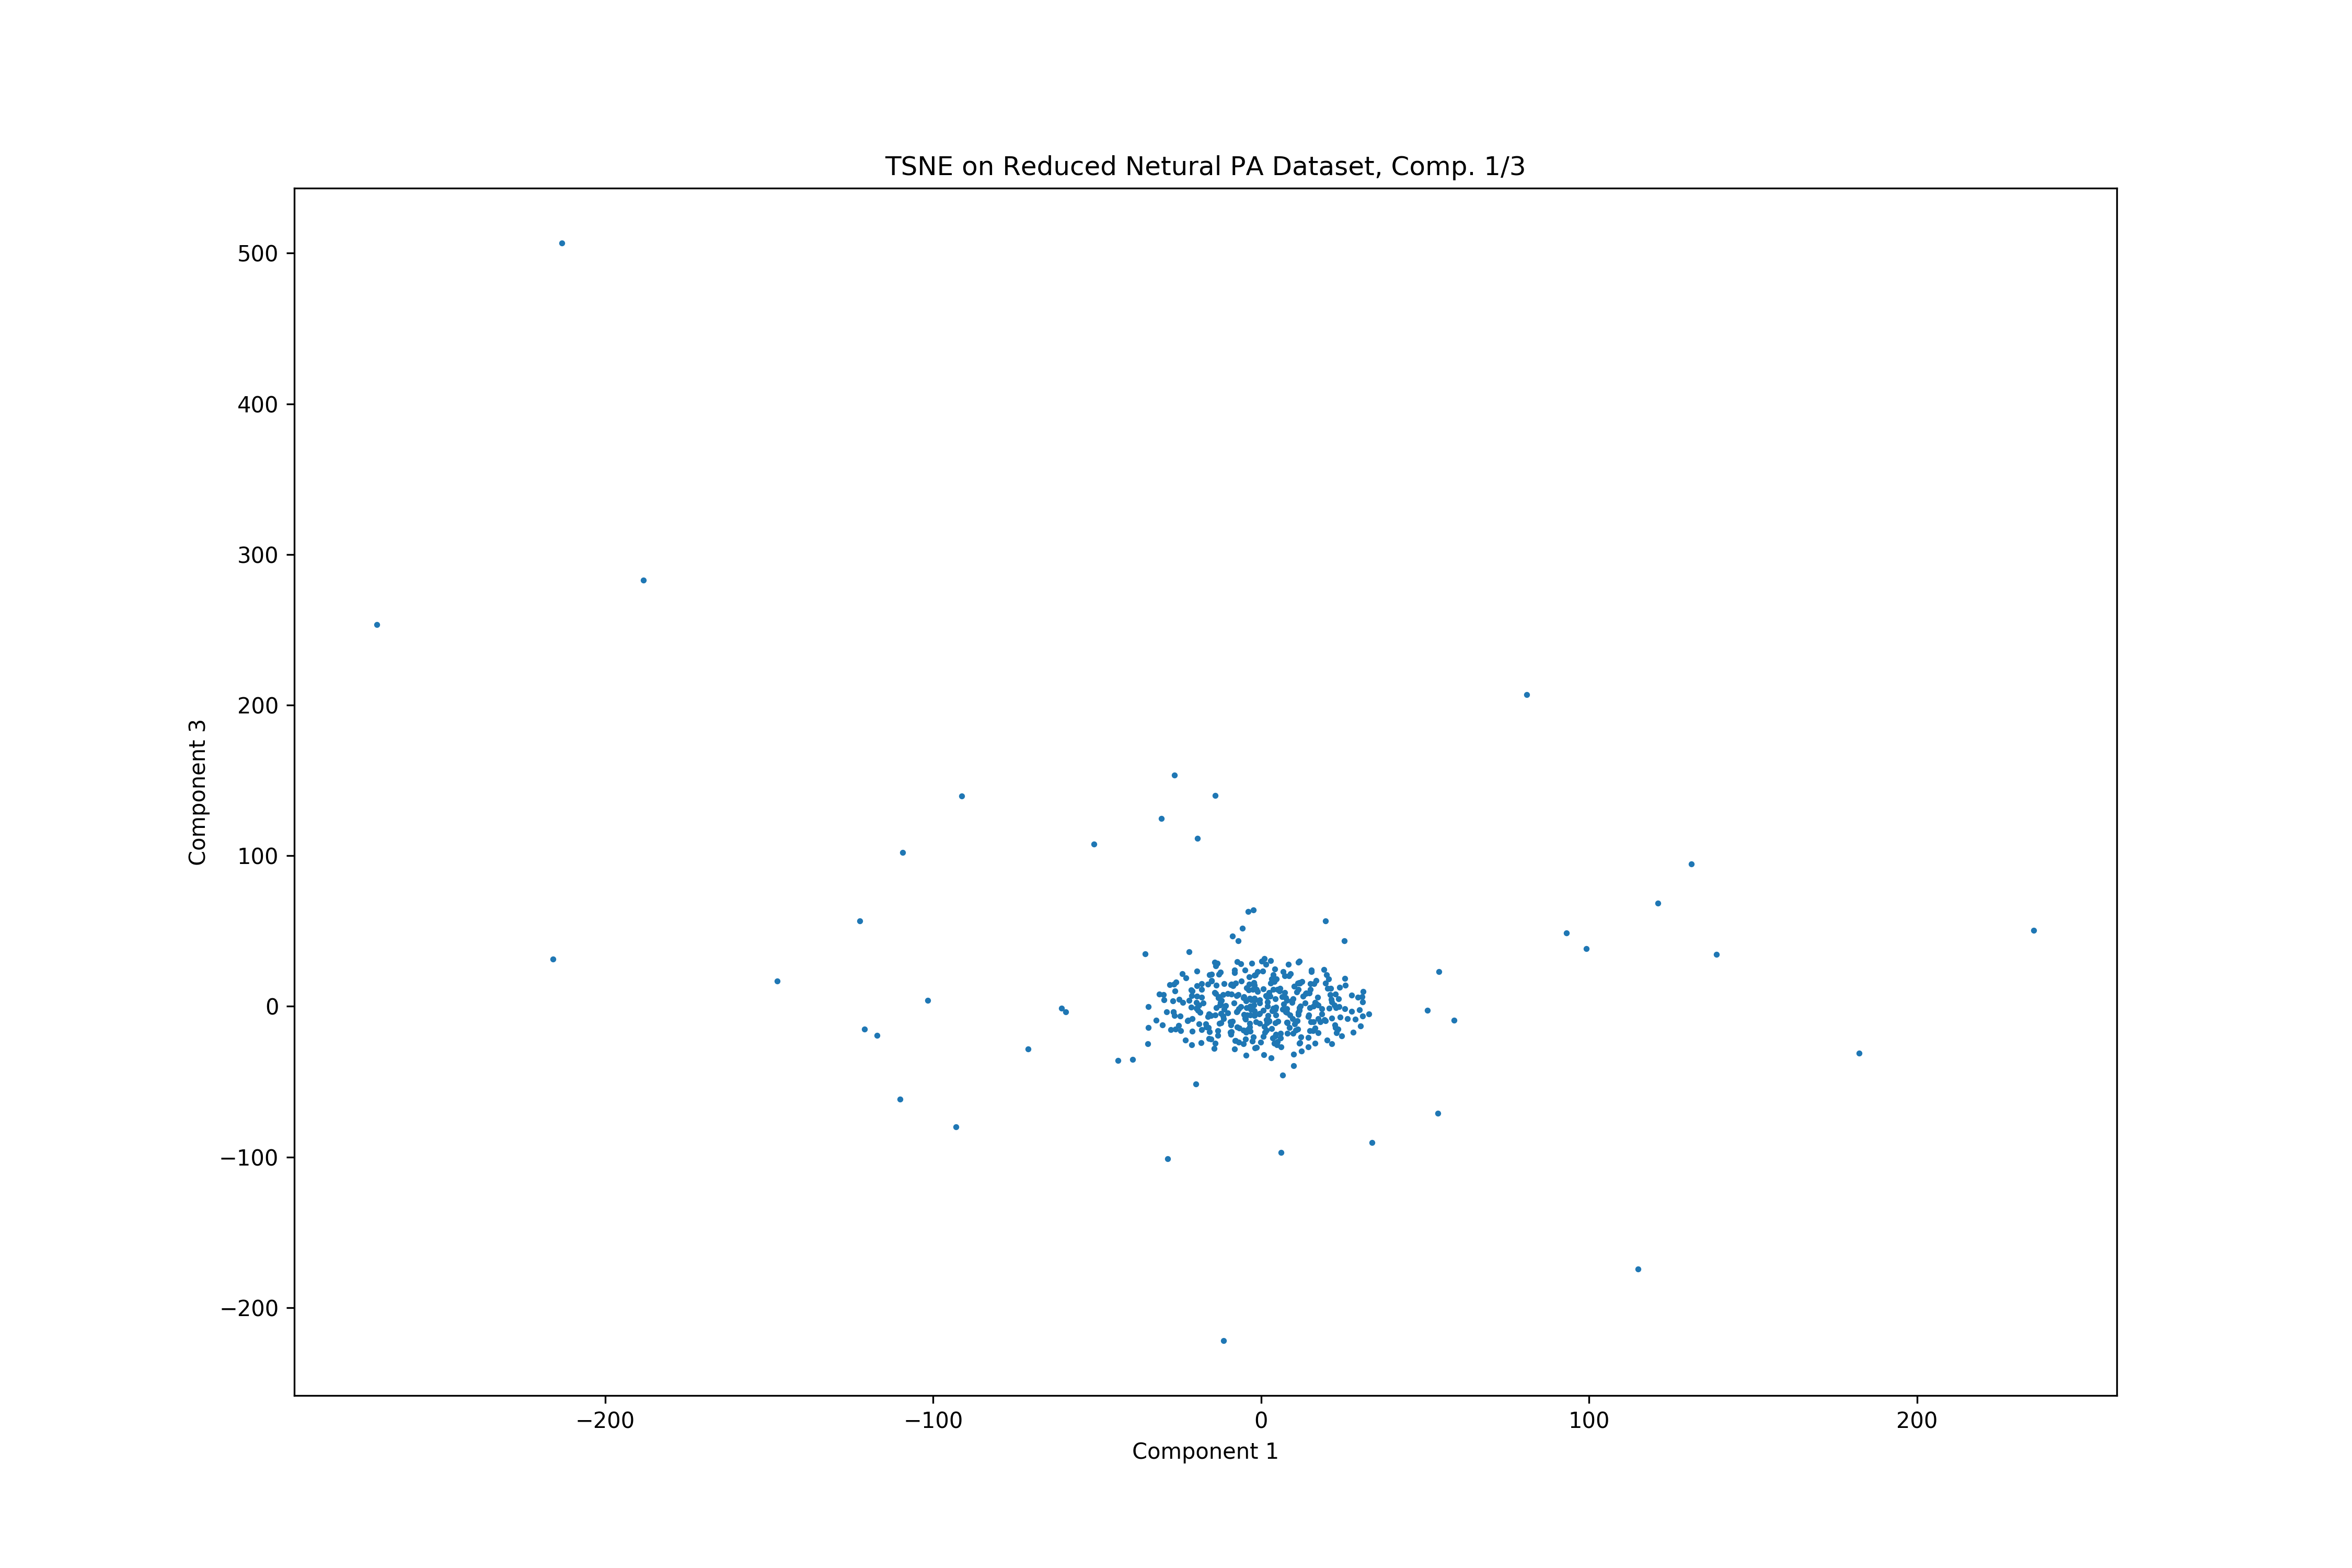 TSNE on Reduced Netural PA Dataset, Comp. 1/3
500
400
300
200
100
0
−100
−200
Component 3
−200 −100 0 100 200
Component 1